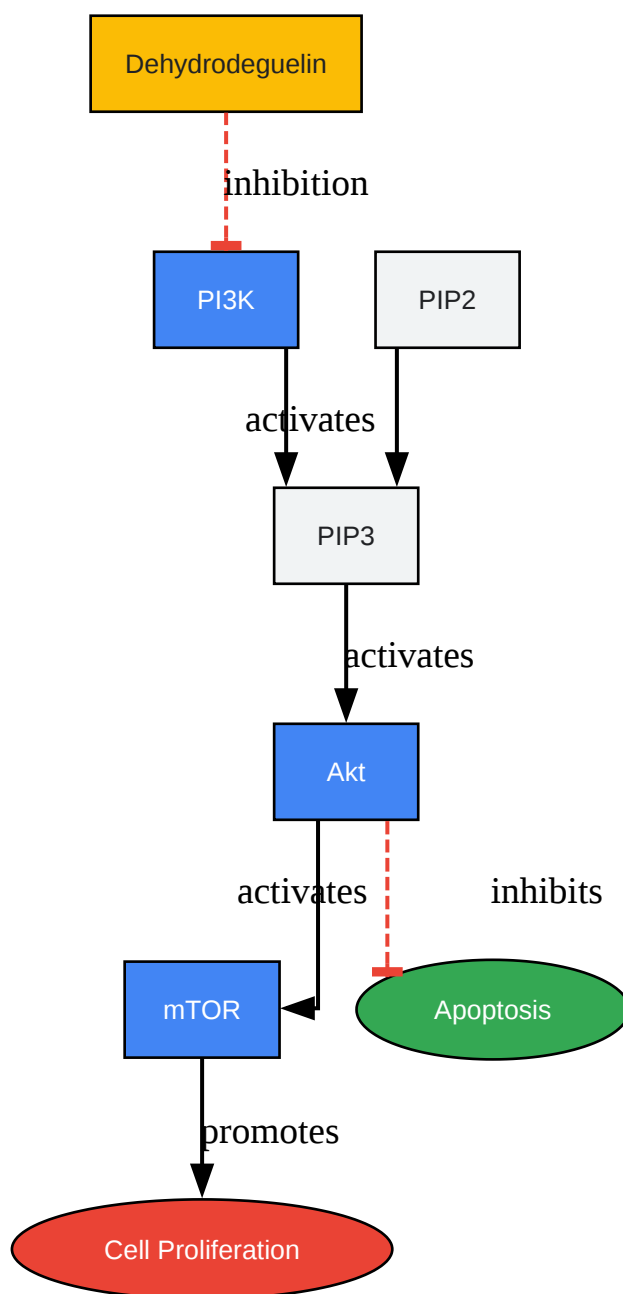 Dehydrodeguelin
inhibition
PI3K
PIP2
activates
PIP3
activates
Akt
activates
inhibits
mTOR
Apoptosis
promotes
Cell Proliferation